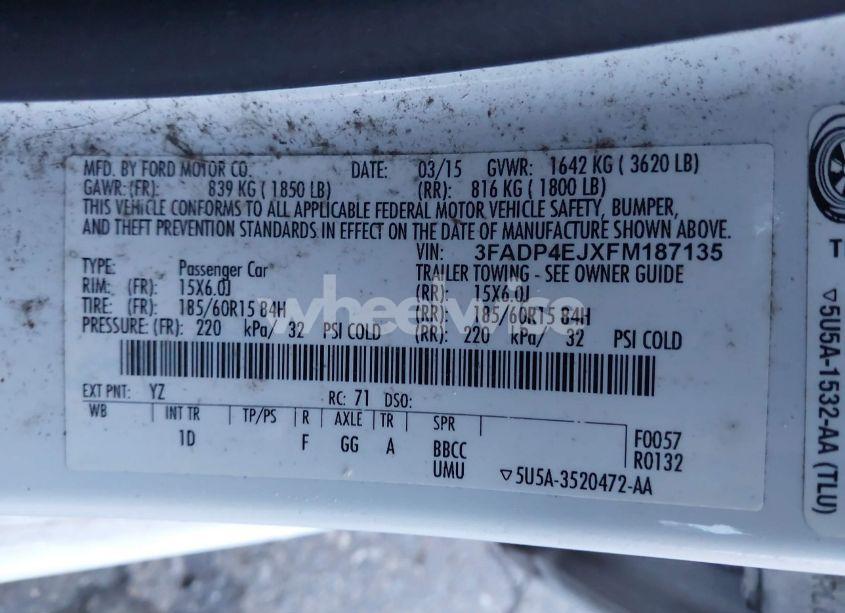 MFD. BY FORD MOTOR CO. DATE: 03/15 GVWR: 1642 KG ( 3620 LB)
GAWR:(FR): 839 KG ( 1850 LB) (RR): 816 KG ( 1800 LB)
THIS VEHICLE CONFORMS TO ALL APPLICABLE FEDERAL MOTOR VEHICLE SAFETY, BUMPER,
AND THEFT PREVENTION STANDARDS IN EFFECT ON THE DATE OF MANUFACTURE SHOWN ABOVE.
VIN: 3FADP4EJXFM187135
TYPE: Passenger Car TRAILER TOWING - SEE OWNER GUIDE
RIM: (FR): 15X6.0J (RR): 15X6.0J
TIRE: (FR): 185/60R15 84H (RR): 185/60R15 84H
PRESSURE: (FR): 220 kPa/ 32 PSI COLD (RR): 220 kPa/ 32 PSI COLD
wheelwise
EXT PNT: YZ RC: 71 DSO:
WB INT TR TP/PS R AXLE TR SPR
1D F GG A BBCC
UMU
F0057
R0132
▽5U5A-3520472-AA
▽5U5A-1532-AA (TLU)